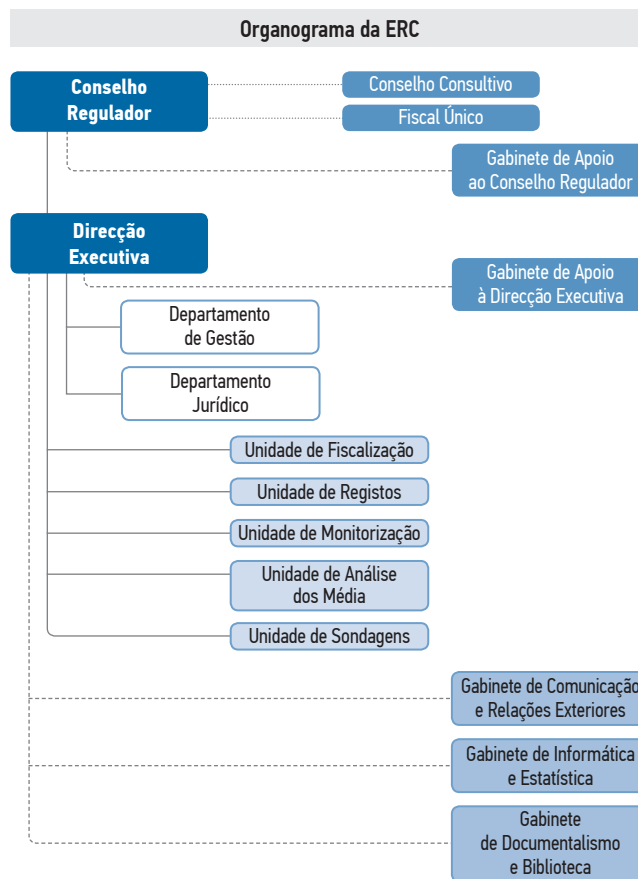 Organograma da ERC
Conselho
Regulador
Conselho Consultivo
Fiscal Único
Gabinete de Apoio
ao Conselho Regulador
Direcção
Executiva
Gabinete de Apoio
à Direcção Executiva
Departamento
de Gestão
Departamento
Jurídico
Unidade de Fiscalização
Unidade de Registos
Unidade de Monitorização
Unidade de Análise
dos Média
Unidade de Sondagens
Gabinete de Comunicação
e Relações Exteriores
Gabinete de Informática
e Estatística
Gabinete
de Documentalismo
e Biblioteca